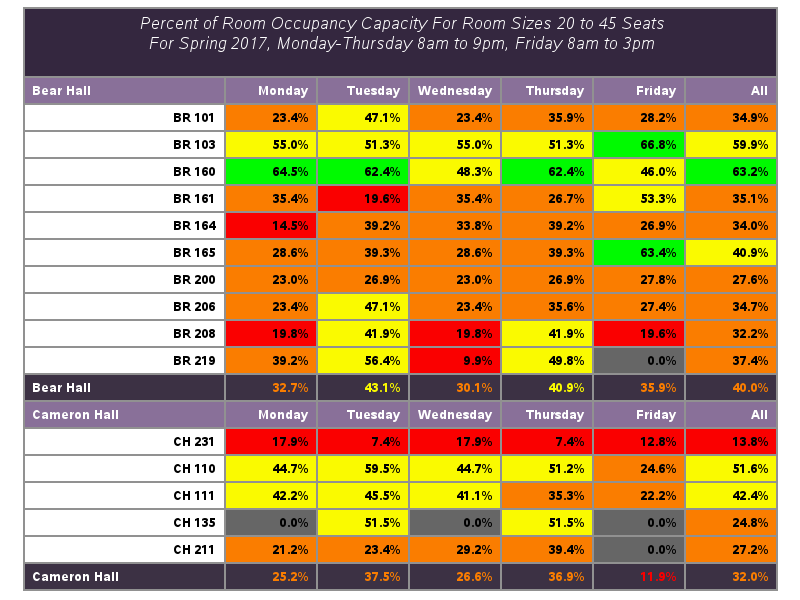 Percent of Room Occupancy Capacity For Room Sizes 20 to 45 Seats
For Spring 2017, Monday-Thursday 8am to 9pm, Friday 8am to 3pm
Bear Hall Monday Tuesday Wednesday Thursday Friday All
BR 101 23.4% 47.1% 23.4% 35.9% 28.2% 34.9%
BR 103 55.0% 51.3% 55.0% 51.3% 66.8% 59.9%
BR 160 64.5% 62.4% 48.3% 62.4% 46.0% 63.2%
BR 161 35.4% 19.6% 35.4% 26.7% 53.3% 35.1%
BR 164 14.5% 39.2% 33.8% 39.2% 26.9% 34.0%
BR 165 28.6% 39.3% 28.6% 39.3% 63.4% 40.9%
BR 200 23.0% 26.9% 23.0% 26.9% 27.8% 27.6%
BR 206 23.4% 47.1% 23.4% 35.6% 27.4% 34.7%
BR 208 19.8% 41.9% 19.8% 41.9% 19.6% 32.2%
BR 219 39.2% 56.4% 9.9% 49.8% 0.0% 37.4%
Bear Hall 32.7% 43.1% 30.1% 40.9% 35.9% 40.0%
Cameron Hall Monday Tuesday Wednesday Thursday Friday All
CH 231 17.9% 7.4% 17.9% 7.4% 12.8% 13.8%
CH 110 44.7% 59.5% 44.7% 51.2% 24.6% 51.6%
CH 111 42.2% 45.5% 41.1% 35.3% 22.2% 42.4%
CH 135 0.0% 51.5% 0.0% 51.5% 0.0% 24.8%
CH 211 21.2% 23.4% 29.2% 39.4% 0.0% 27.2%
Cameron Hall 25.2% 37.5% 26.6% 36.9% 11.9% 32.0%